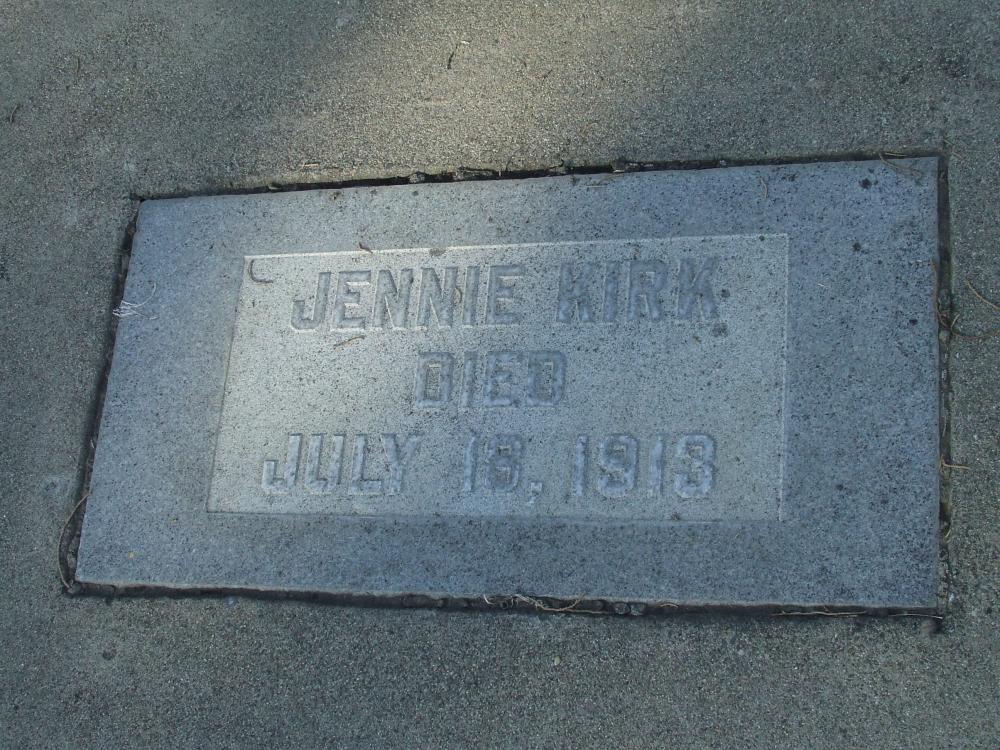 JENNIE KIRK
DIED
JULY 18, 1913